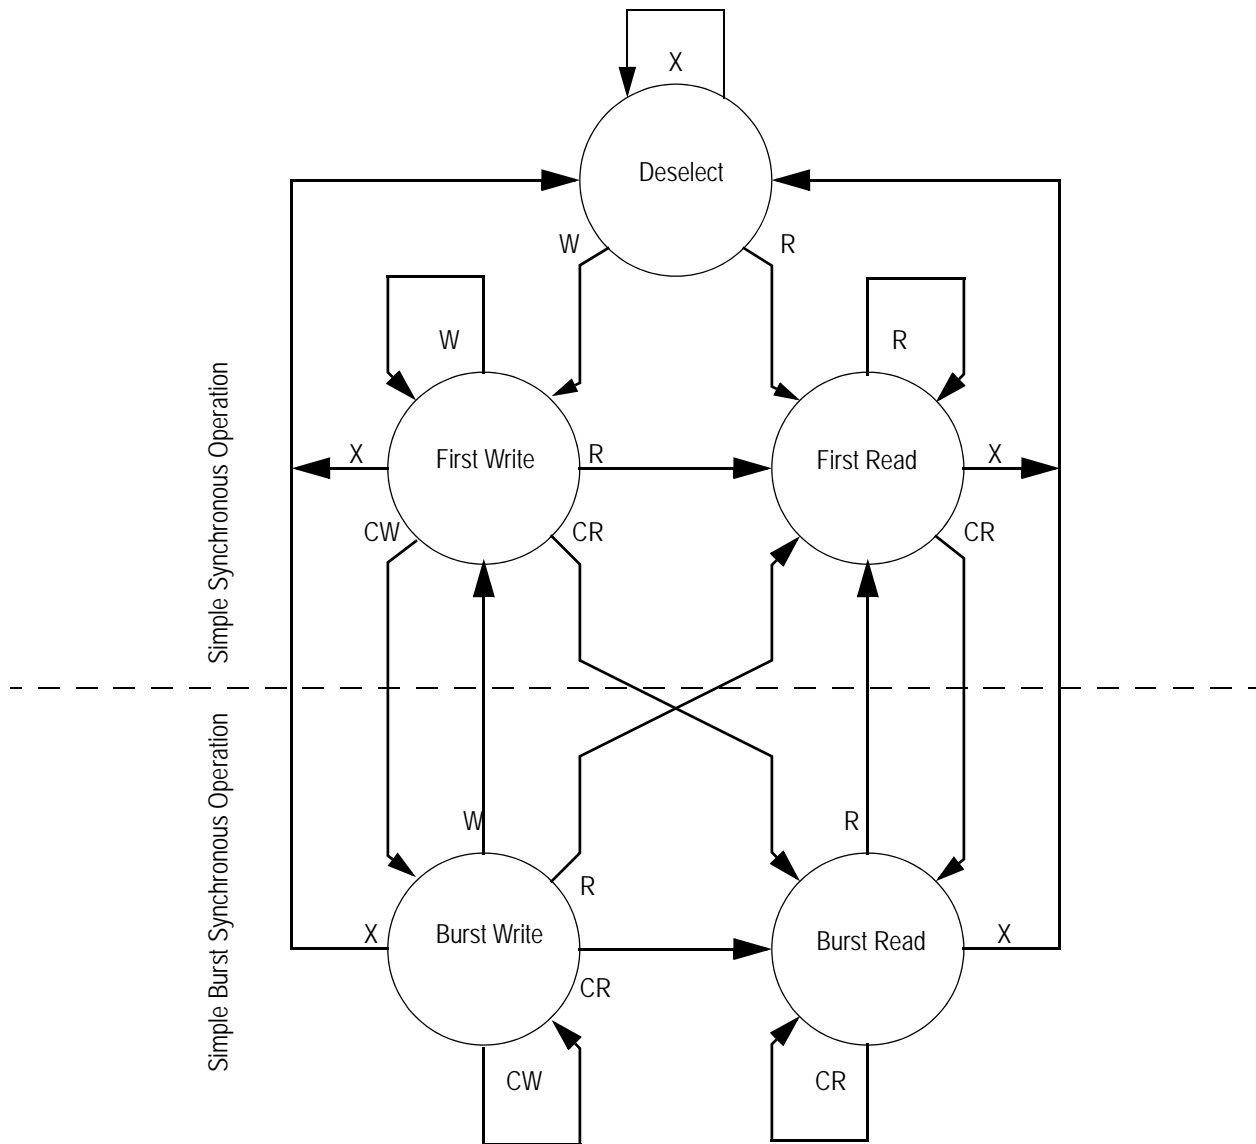 X
Deselect
W
R
W
R
Simple Synchronous Operation
X
First Write
R
First Read
X
CW
CR
CR
Simple Burst Synchronous Operation
W
R
R
X
Burst Write
Burst Read
X
CR
CW
CR